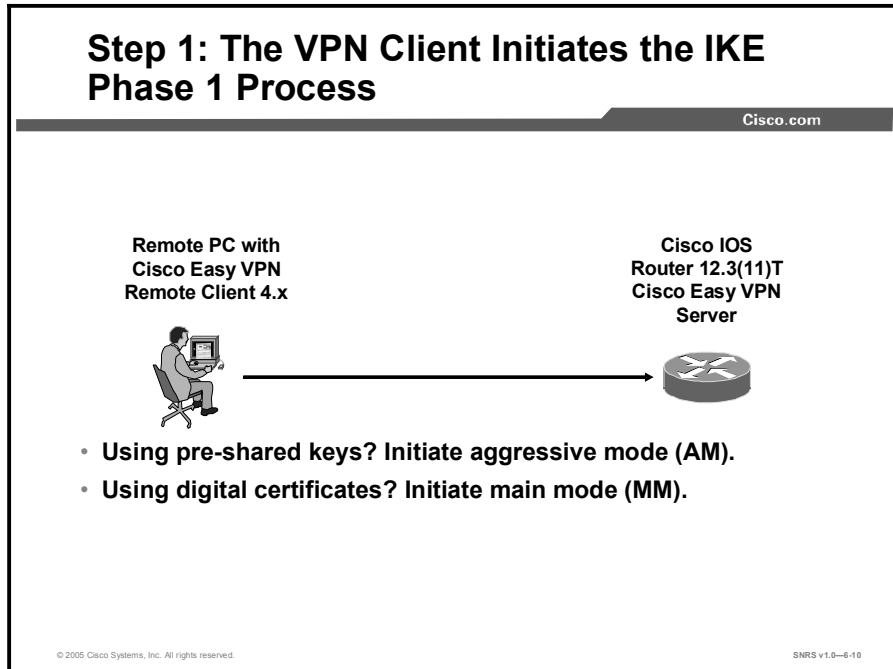 Step 1: The VPN Client Initiates the IKE
Phase 1 Process
Cisco.com
Remote PC with
Cisco Easy VPN
Remote Client 4.x
Cisco IOS
Router 12.3(11)T
Cisco Easy VPN
Server
• Using pre-shared keys? Initiate aggressive mode (AM).
• Using digital certificates? Initiate main mode (MM).
© 2005 Cisco Systems, Inc. All rights reserved.
SNRS v1.0—6-10